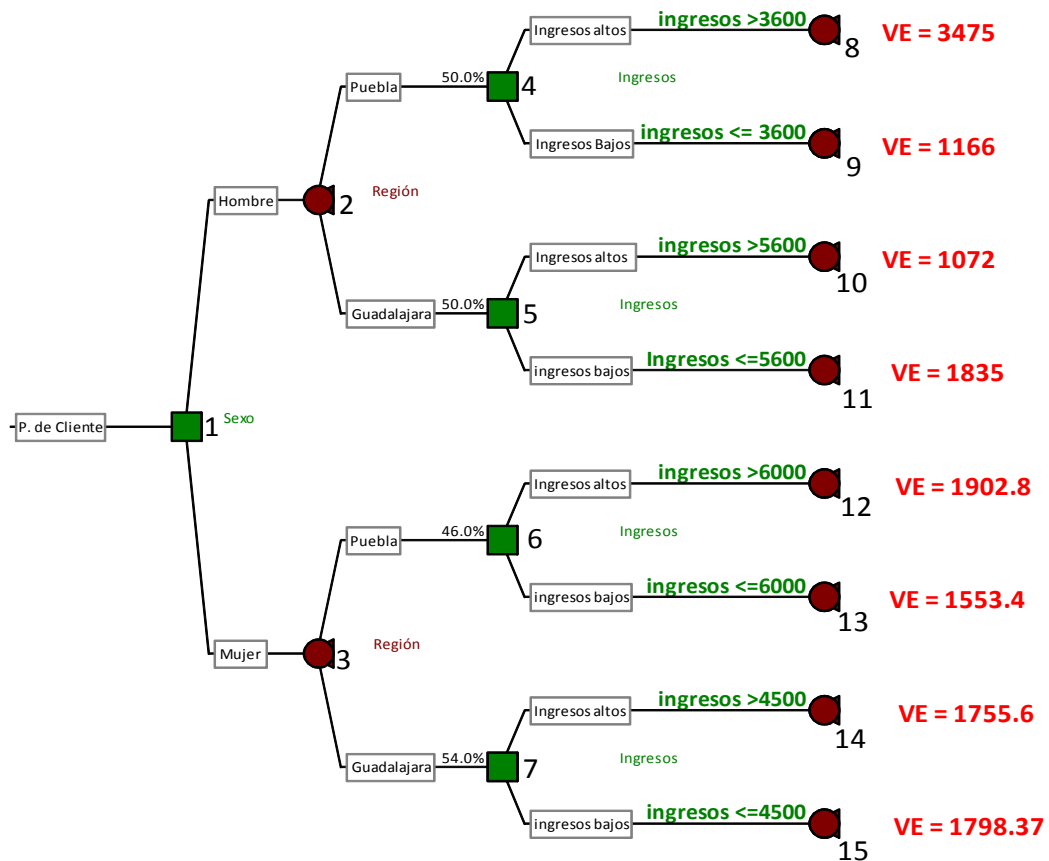 Ingresos altos
ingresos >3600
8
VE = 3475
Puebla
50.0%
4
Ingresos
Ingresos Bajos
ingresos <= 3600
9
VE = 1166
Hombre
2
Región
Ingresos altos
ingresos >5600
10
VE = 1072
Guadalajara
50.0%
5
Ingresos
ingresos bajos
Ingresos <=5600
11
VE = 1835
P. de Cliente
1
Sexo
Ingresos altos
ingresos >6000
12
VE = 1902.8
Puebla
46.0%
6
Ingresos
ingresos bajos
ingresos <=6000
13
VE = 1553.4
Mujer
3
Región
Ingresos altos
ingresos >4500
14
VE = 1755.6
Guadalajara
54.0%
7
Ingresos
ingresos bajos
ingresos <=4500
15
VE = 1798.37